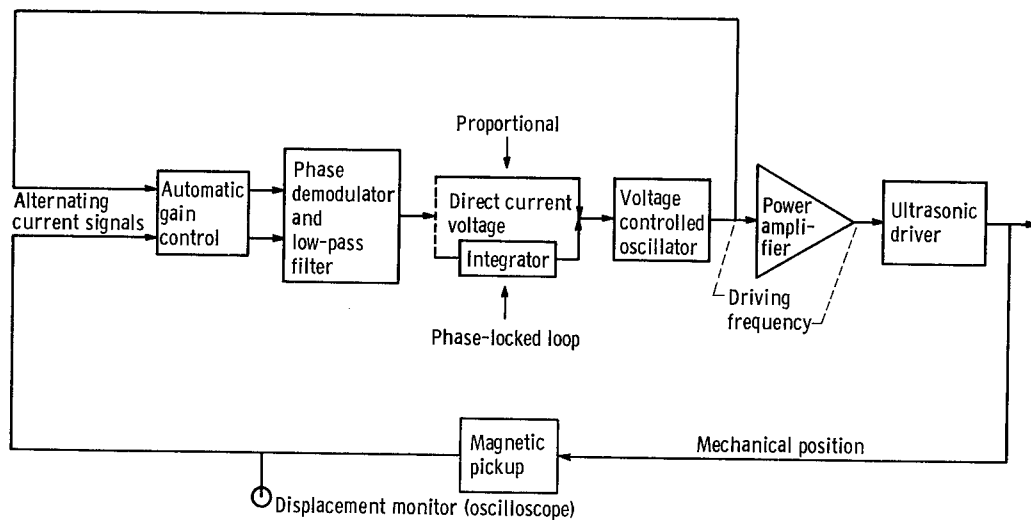 Proportional
Alternating
current signals
Automatic
gain
control
Phase
demodulator
and
low-pass
filter
Direct current
voltage
Integrator
Phase-locked loop
Voltage
controlled
oscillator
Power
ampli-
fier
Driving
frequency
Ultrasonic
driver
Magnetic
pickup
Mechanical position
Displacement monitor (oscilloscope)